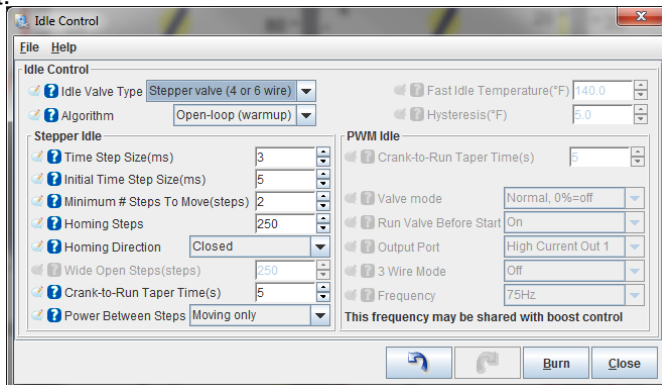 Idle Control
File Help
Idle Control
Idle Valve Type Stepper valve (4 or 6 wire)
Algorithm Open-loop (warmup)
Fast Idle Temperature(°F) 140.0
Hysteresis(°F) 5.0
Stepper Idle
Time Step Size(ms) 3
Initial Time Step Size(ms) 5
Minimum # Steps To Move(steps) 2
Homing Steps 250
Homing Direction Closed
Wide Open Steps(steps) 250
Crank-to-Run Taper Time(s) 5
Power Between Steps Moving only
PWM Idle
Crank-to-Run Taper Time(s) 5
Valve mode Normal, 0%=off
Run Valve Before Start On
Output Port High Current Out 1
3 Wire Mode Off
Frequency 75Hz
This frequency may be shared with boost control
Burn Close